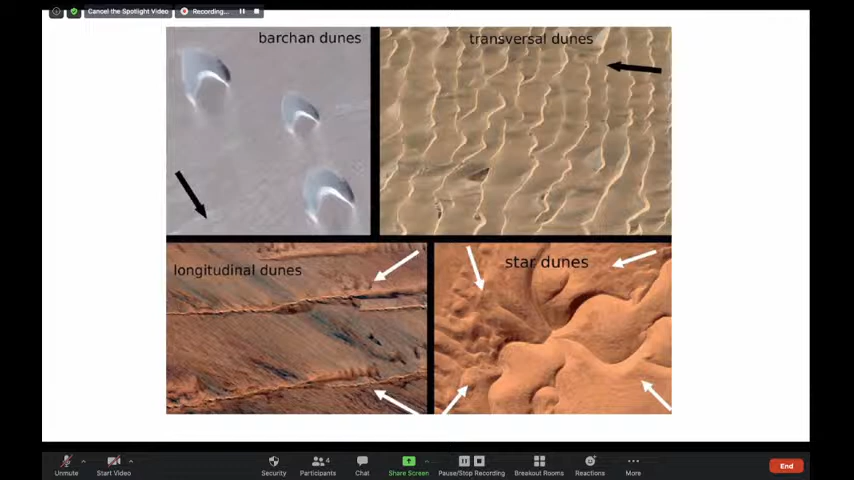 Cancel the Spotlight Video
Recording...
barchan dunes
transversal dunes
longitudinal dunes
star dunes
Unmute
Start Video
Security
Participants
4
Chat
Share Screen
Pause/Stop Recording
Breakout Rooms
Reactions
More
End